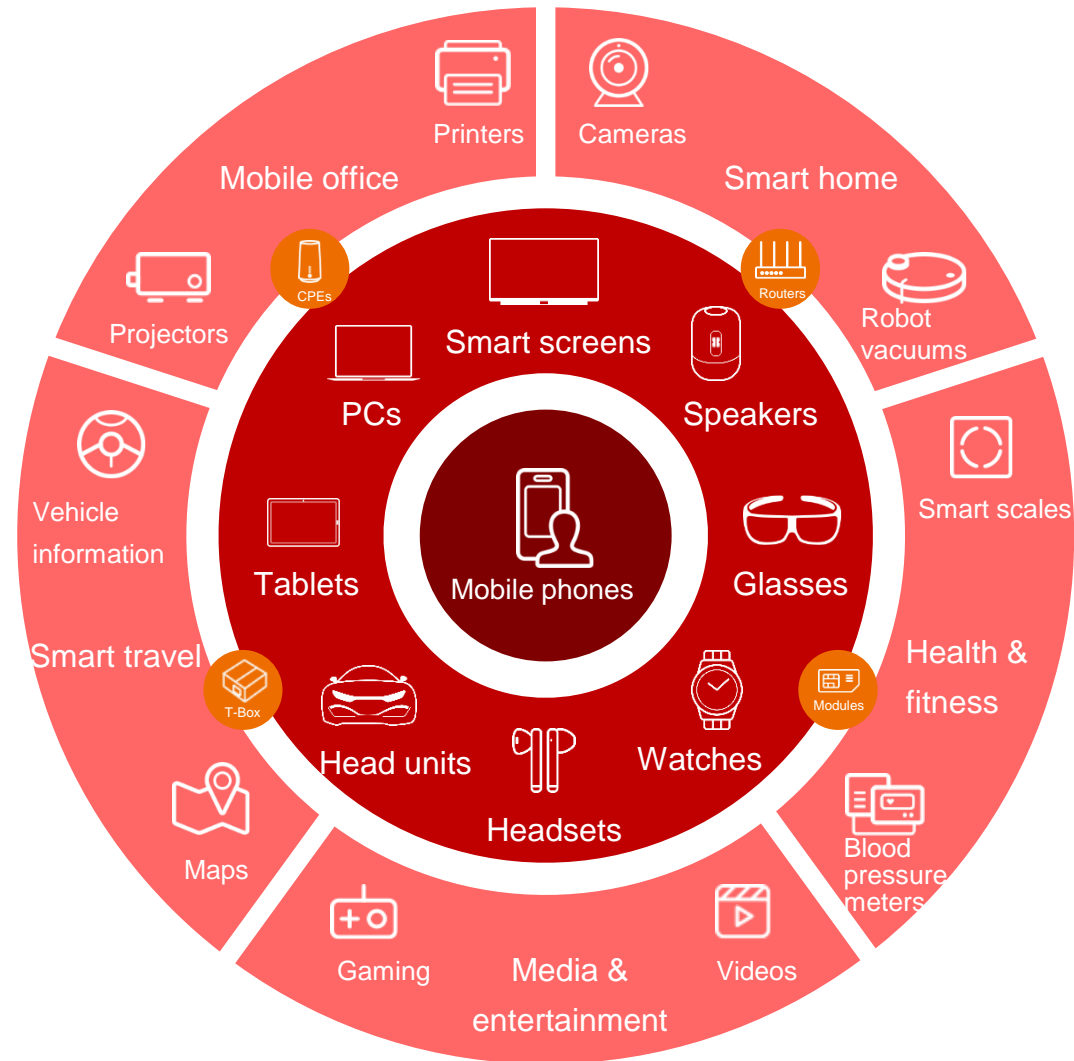 Printers
Cameras
Mobile office
Smart home
CPEs
Routers
Projectors
Robot
vacuums
Smart screens
PCs
Speakers
Vehicle
information
Smart scales
Tablets
Mobile phones
Glasses
Smart travel
Health &
fitness
T-Box
Modules
Head units
Watches
Headsets
Maps
Blood
pressure
meters
Gaming
Media &
entertainment
Videos